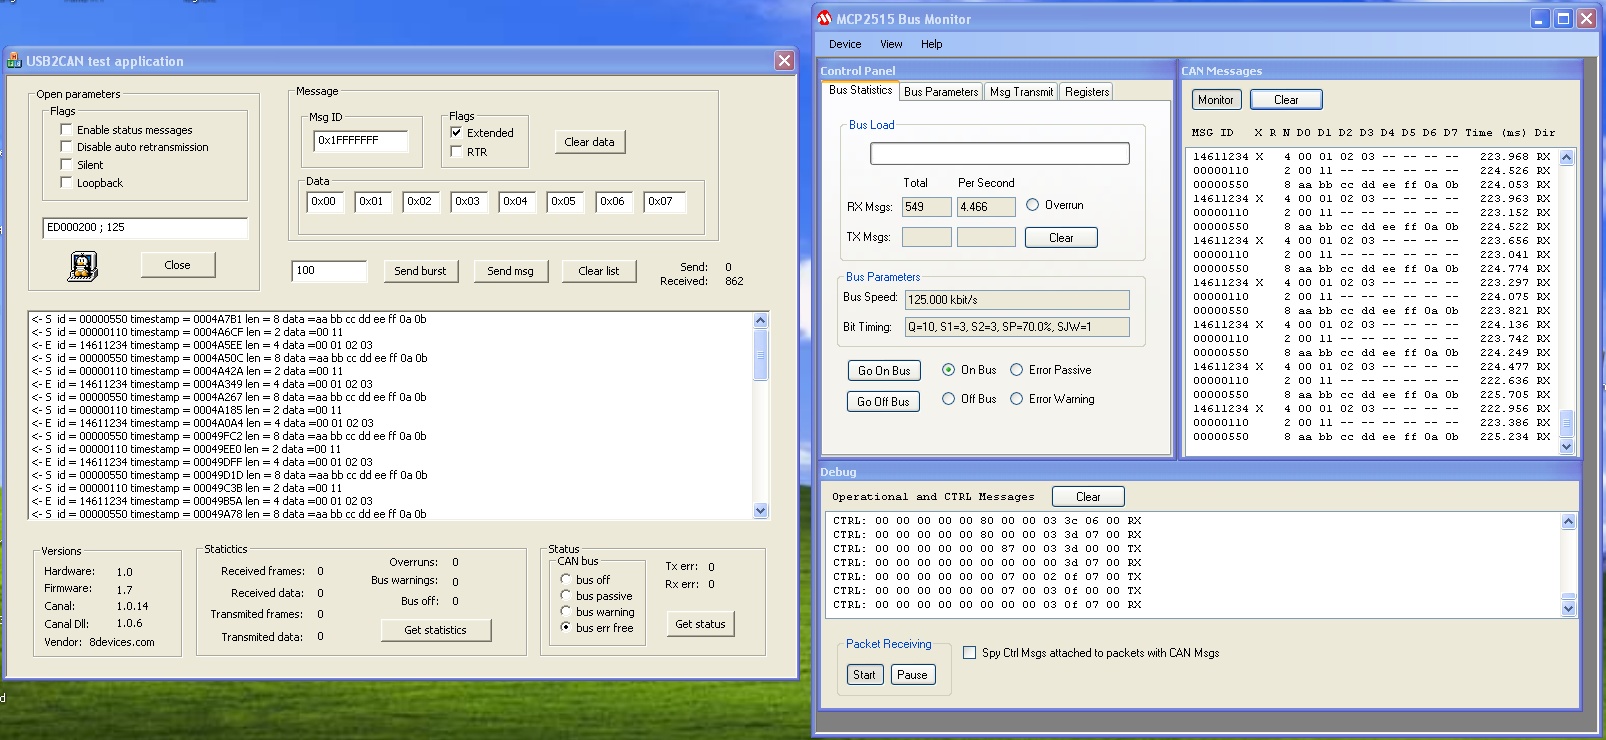 USB2CAN test application
Open parameters
Flags
Enable status messages
Disable auto retransmission
Silent
Loopback
ED000200 ; 125
Close
Message
Msg ID
0x1FFFFFFF
Flags
Extended
RTR
Clear data
Data
0x00 0x01 0x02 0x03 0x04 0x05 0x06 0x07
100
Send burst
Send msg
Clear list
Send: 0
Received: 862
<- S id = 00000550 timestamp = 0004A7B1 len = 8 data =aa bb cc dd ee ff 0a 0b
<- S id = 00000110 timestamp = 0004A6CF len = 2 data =00 11
<- E id = 14611234 timestamp = 0004A5EE len = 4 data =00 01 02 03
<- S id = 00000550 timestamp = 0004A50C len = 8 data =aa bb cc dd ee ff 0a 0b
<- S id = 00000110 timestamp = 0004A42A len = 2 data =00 11
<- E id = 14611234 timestamp = 0004A349 len = 4 data =00 01 02 03
<- S id = 00000550 timestamp = 0004A267 len = 8 data =aa bb cc dd ee ff 0a 0b
<- S id = 00000110 timestamp = 0004A185 len = 2 data =00 11
<- E id = 14611234 timestamp = 0004A0A4 len = 4 data =00 01 02 03
<- S id = 00000550 timestamp = 00049FC2 len = 8 data =aa bb cc dd ee ff 0a 0b
<- S id = 00000110 timestamp = 00049EE0 len = 2 data =00 11
<- E id = 14611234 timestamp = 00049DFF len = 4 data =00 01 02 03
<- S id = 00000550 timestamp = 00049D1D len = 8 data =aa bb cc dd ee ff 0a 0b
<- S id = 00000110 timestamp = 00049C3B len = 2 data =00 11
<- E id = 14611234 timestamp = 00049B5A len = 4 data =00 01 02 03
<- S id = 00000550 timestamp = 00049A78 len = 8 data =aa bb cc dd ee ff 0a 0b
Versions
Hardware: 1.0
Firmware: 1.7
Canal: 1.0.14
Canal Dll: 1.0.6
Vendor: 8devices.com
Statictics
Received frames: 0
Received data: 0
Transmited frames: 0
Transmited data: 0
Overruns: 0
Bus warnings: 0
Bus off: 0
Get statistics
Status
CAN bus
bus off
bus passive
bus warning
bus err free
Tx err: 0
Rx err: 0
Get status
MCP2515 Bus Monitor
Device View Help
Control Panel
Bus Statistics Bus Parameters Msg Transmit Registers
Bus Load
Total Per Second
RX Msgs: 549 4.466 Overrun
TX Msgs: Clear
Bus Parameters
Bus Speed: 125.000 kbit/s
Bit Timing: Q=10, S1=3, S2=3, SP=70.0%, SJW=1
Go On Bus On Bus Error Passive
Go Off Bus Off Bus Error Warning
CAN Messages
Monitor Clear
MSG ID X R N D0 D1 D2 D3 D4 D5 D6 D7 Time (ms) Dir
14611234 X 4 00 01 02 03 -- -- -- -- 223.968 RX
00000110 2 00 11 -- -- -- -- -- -- 224.526 RX
00000550 8 aa bb cc dd ee ff 0a 0b 224.053 RX
14611234 X 4 00 01 02 03 -- -- -- -- 223.963 RX
00000110 2 00 11 -- -- -- -- -- -- 223.152 RX
00000550 8 aa bb cc dd ee ff 0a 0b 224.522 RX
14611234 X 4 00 01 02 03 -- -- -- -- 223.656 RX
00000110 2 00 11 -- -- -- -- -- -- 223.041 RX
00000550 8 aa bb cc dd ee ff 0a 0b 224.774 RX
14611234 X 4 00 01 02 03 -- -- -- -- 223.297 RX
00000110 2 00 11 -- -- -- -- -- -- 224.075 RX
00000550 8 aa bb cc dd ee ff 0a 0b 223.821 RX
14611234 X 4 00 01 02 03 -- -- -- -- 224.136 RX
00000110 2 00 11 -- -- -- -- -- -- 223.742 RX
00000550 8 aa bb cc dd ee ff 0a 0b 224.249 RX
14611234 X 4 00 01 02 03 -- -- -- -- 224.477 RX
00000110 2 00 11 -- -- -- -- -- -- 222.636 RX
00000550 8 aa bb cc dd ee ff 0a 0b 225.705 RX
14611234 X 4 00 01 02 03 -- -- -- -- 222.956 RX
00000110 2 00 11 -- -- -- -- -- -- 223.386 RX
00000550 8 aa bb cc dd ee ff 0a 0b 225.234 RX
Debug
Operational and CTRL Messages Clear
CTRL: 00 00 00 00 00 80 00 00 03 3c 06 00 RX
CTRL: 00 00 00 00 00 80 00 00 03 3d 07 00 RX
CTRL: 00 00 00 00 00 00 87 00 03 3d 00 00 TX
CTRL: 00 00 00 00 00 00 00 00 03 3d 07 00 RX
CTRL: 00 00 00 00 00 00 07 00 02 0f 07 00 TX
CTRL: 00 00 00 00 00 00 07 00 03 0f 00 00 TX
CTRL: 00 00 00 00 00 00 00 00 03 0f 07 00 RX
Packet Receiving
Start Pause
Spy Ctrl Msgs attached to packets with CAN Msgs